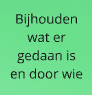 Bijhouden
wat er
gedaan is
en door wie